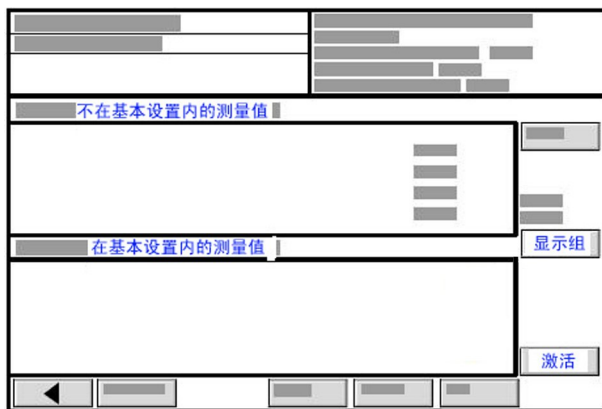 不在基本设置内的测量值
在基本设置内的测量值
显示组
激活